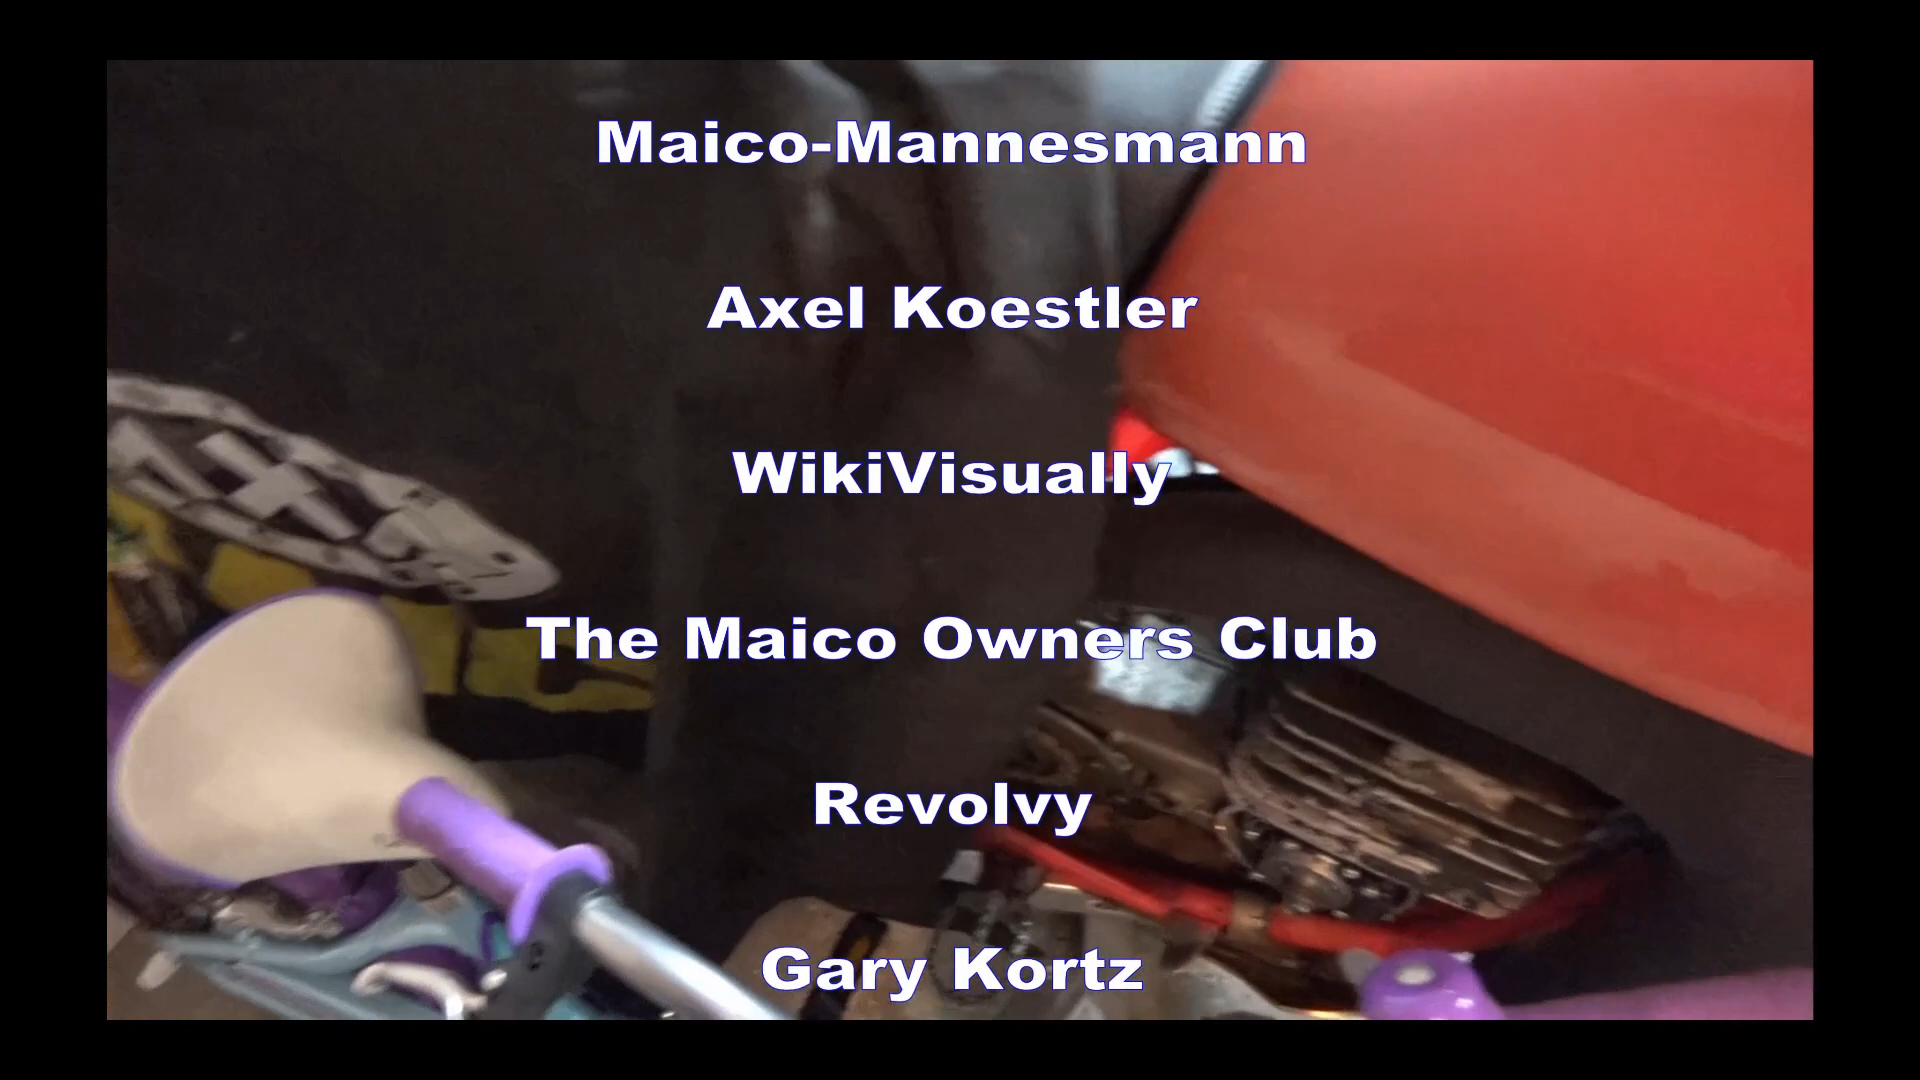 Maico-Mannesmann
Axel Koestler
WikiVisually
The Maico Owners Club
Revolvy
Gary Kortz